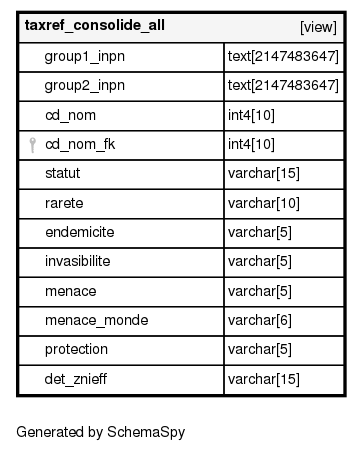 taxref_consolide_all [view]
group1_inpn text[2147483647]
group2_inpn text[2147483647]
cd_nom int4[10]
cd_nom_fk int4[10]
statut varchar[15]
rarete varchar[10]
endemicite varchar[5]
invasibilite varchar[5]
menace varchar[5]
menace_monde varchar[6]
protection varchar[5]
det_znieff varchar[15]
Generated by SchemaSpy